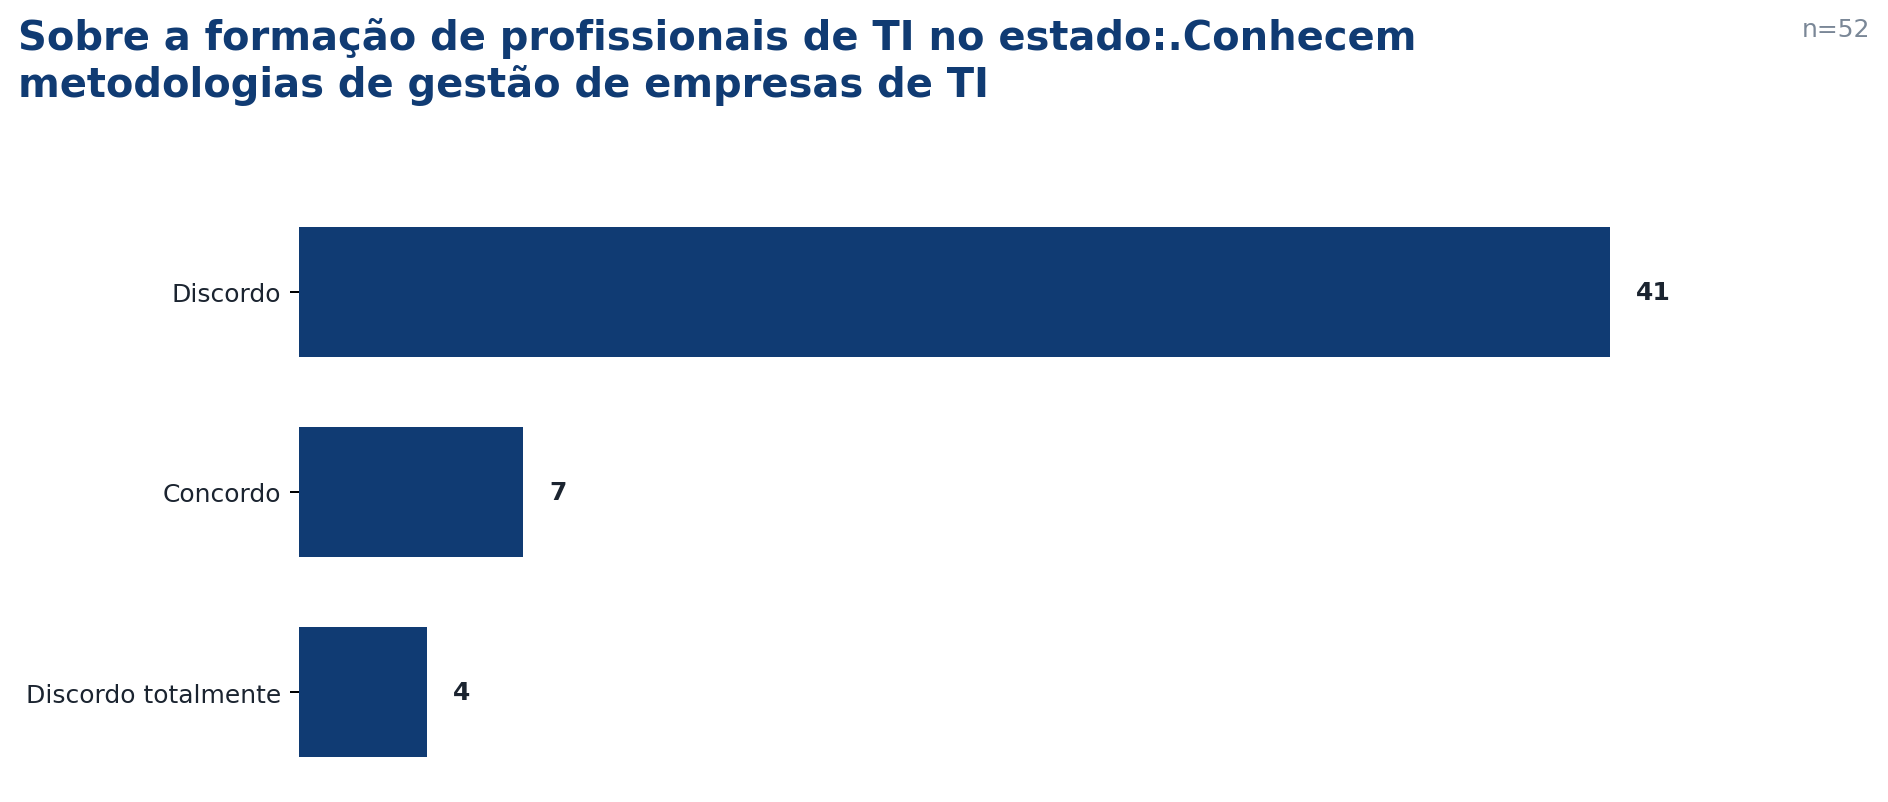 Sobre a formação de profissionais de TI no estado:.Conhecem
metodologias de gestão de empresas de TI
n=52
Discordo
41
Concordo
7
Discordo totalmente
4